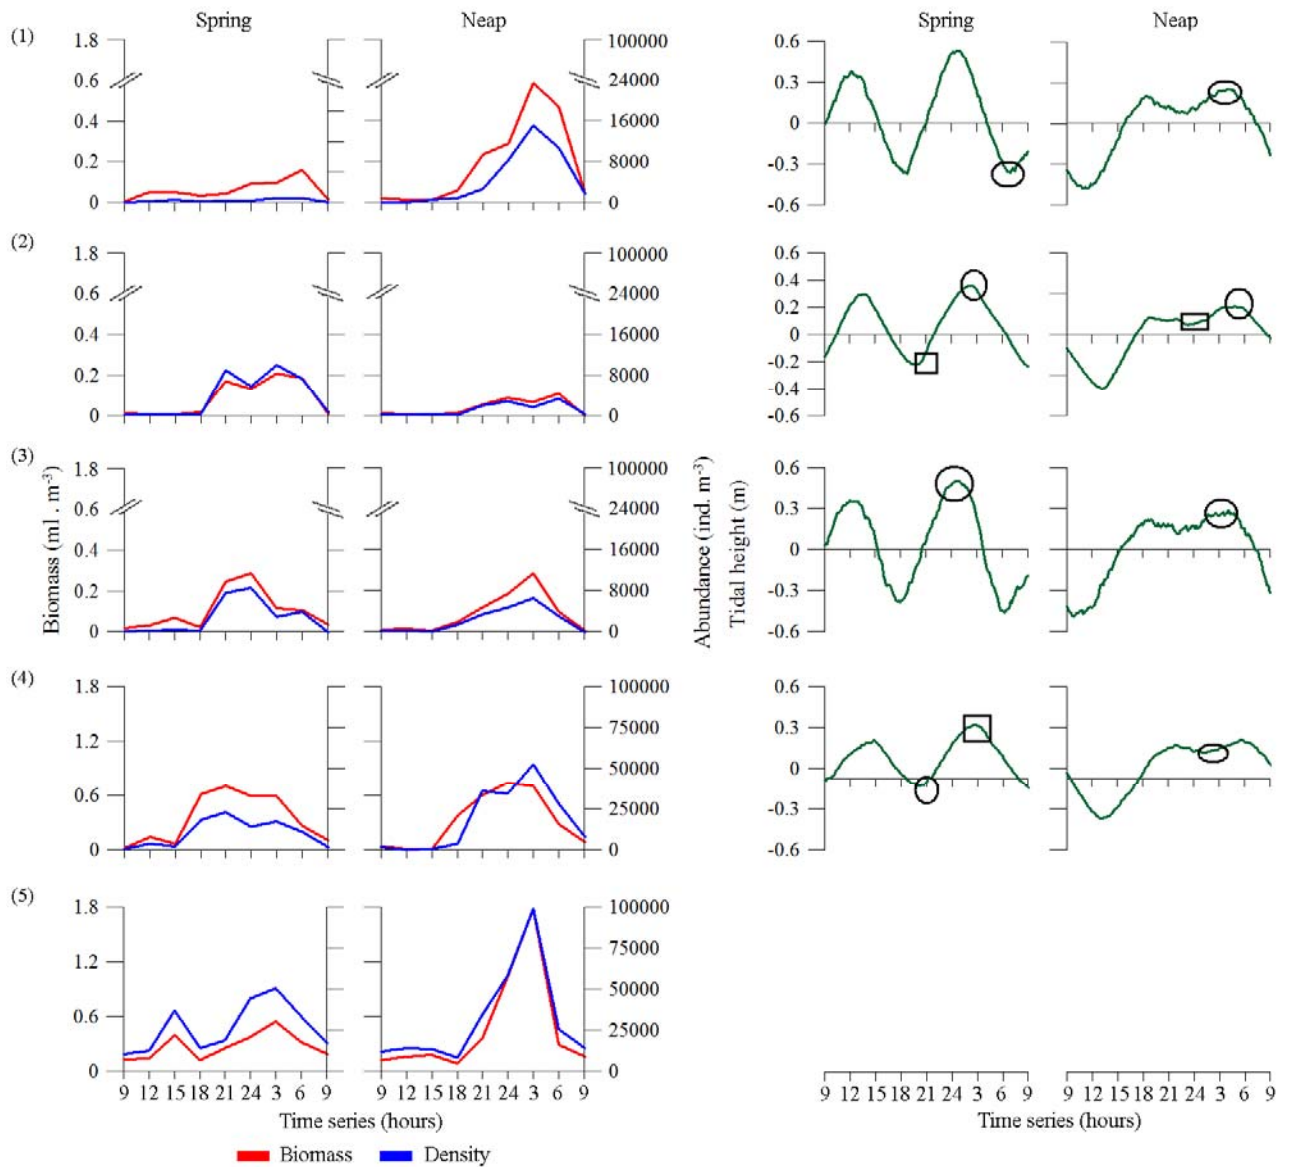 Spring Neap Spring Neap
(1)
1.8 100000 0.6
0.6 24000 0.3
0.4 16000 0
0.2 8000 -0.3
0 0 -0.6
(2)
1.8 100000 0.6
0.6 24000 0.4
0.2
0.4 16000 0
0.2 8000 -0.2
-0.4
0 0 -0.6
(3)
1.8 100000 0.6
0.6 24000 0.3
0.4 16000 0
0.2 8000 -0.3
0 0 -0.6
Biomass (ml . m-3)
Abundance (ind. m-3)
Tidal height (m)
(4)
1.8 100000 0.6
75000 0.3
1.2
50000 0
0.6
25000 -0.3
0 0 -0.6
(5)
1.8 100000
75000
1.2
50000
0.6
25000
0 0
9 12 15 18 21 24 3 6 9 9 12 15 18 21 24 3 6 9 9 12 15 18 21 24 3 6 9 9 12 15 18 24 3 6 9
Time series (hours) Time series (hours)
Biomass Density